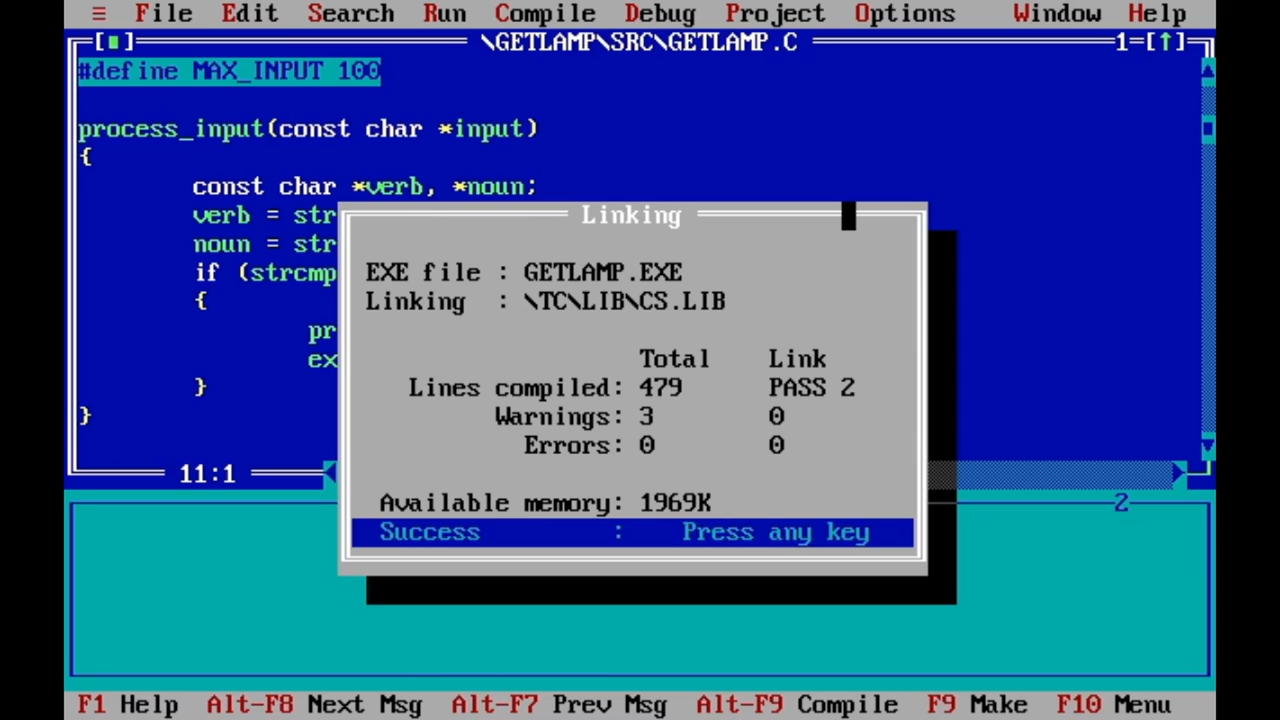 ≡ File Edit Search Run Compile Debug Project Options Window Help
[■] \GETLAMP\SRC\GETLAMP.C 1=[↑]
#define MAX_INPUT 100
process_input(const char *input)
{
const char *verb, *noun;
verb = str
noun = str
if (strcmp
{
pr
ex
}
}
11:1
Linking
EXE file : GETLAMP.EXE
Linking : \TC\LIB\CS.LIB
Total Link
Lines compiled: 479 PASS 2
Warnings: 3 0
Errors: 0 0
Available memory: 1969K
Success : Press any key
2
F1 Help Alt-F8 Next Msg Alt-F7 Prev Msg Alt-F9 Compile F9 Make F10 Menu